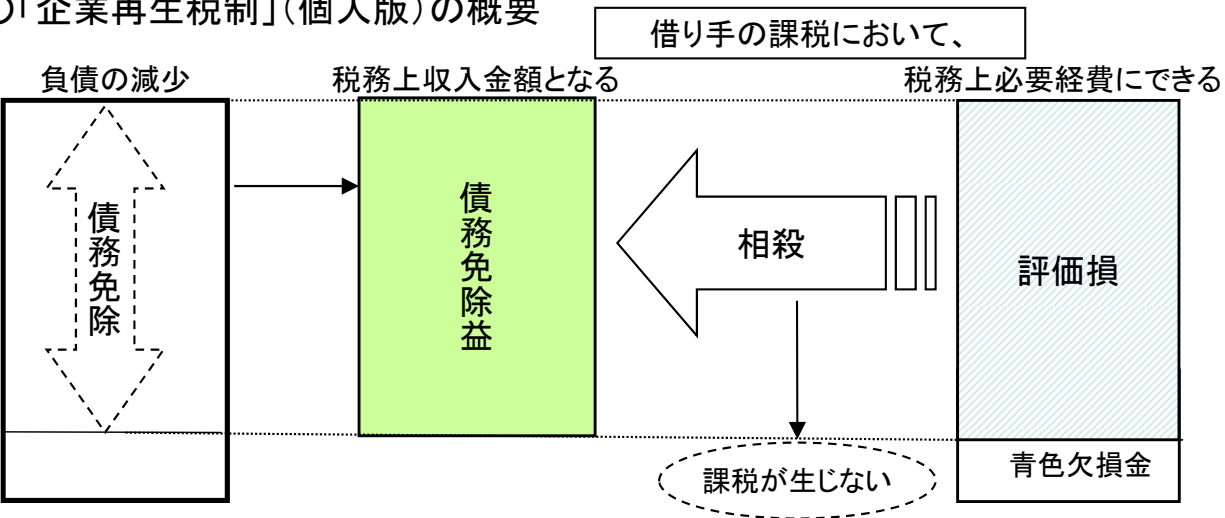 の「企業再生税制」（個人版）の概要
借り手の課税において、
負債の減少
税務上収入金額となる
税務上必要経費にできる
債務免除
債務免除益
相殺
評価損
課税が生じない
青色欠損金